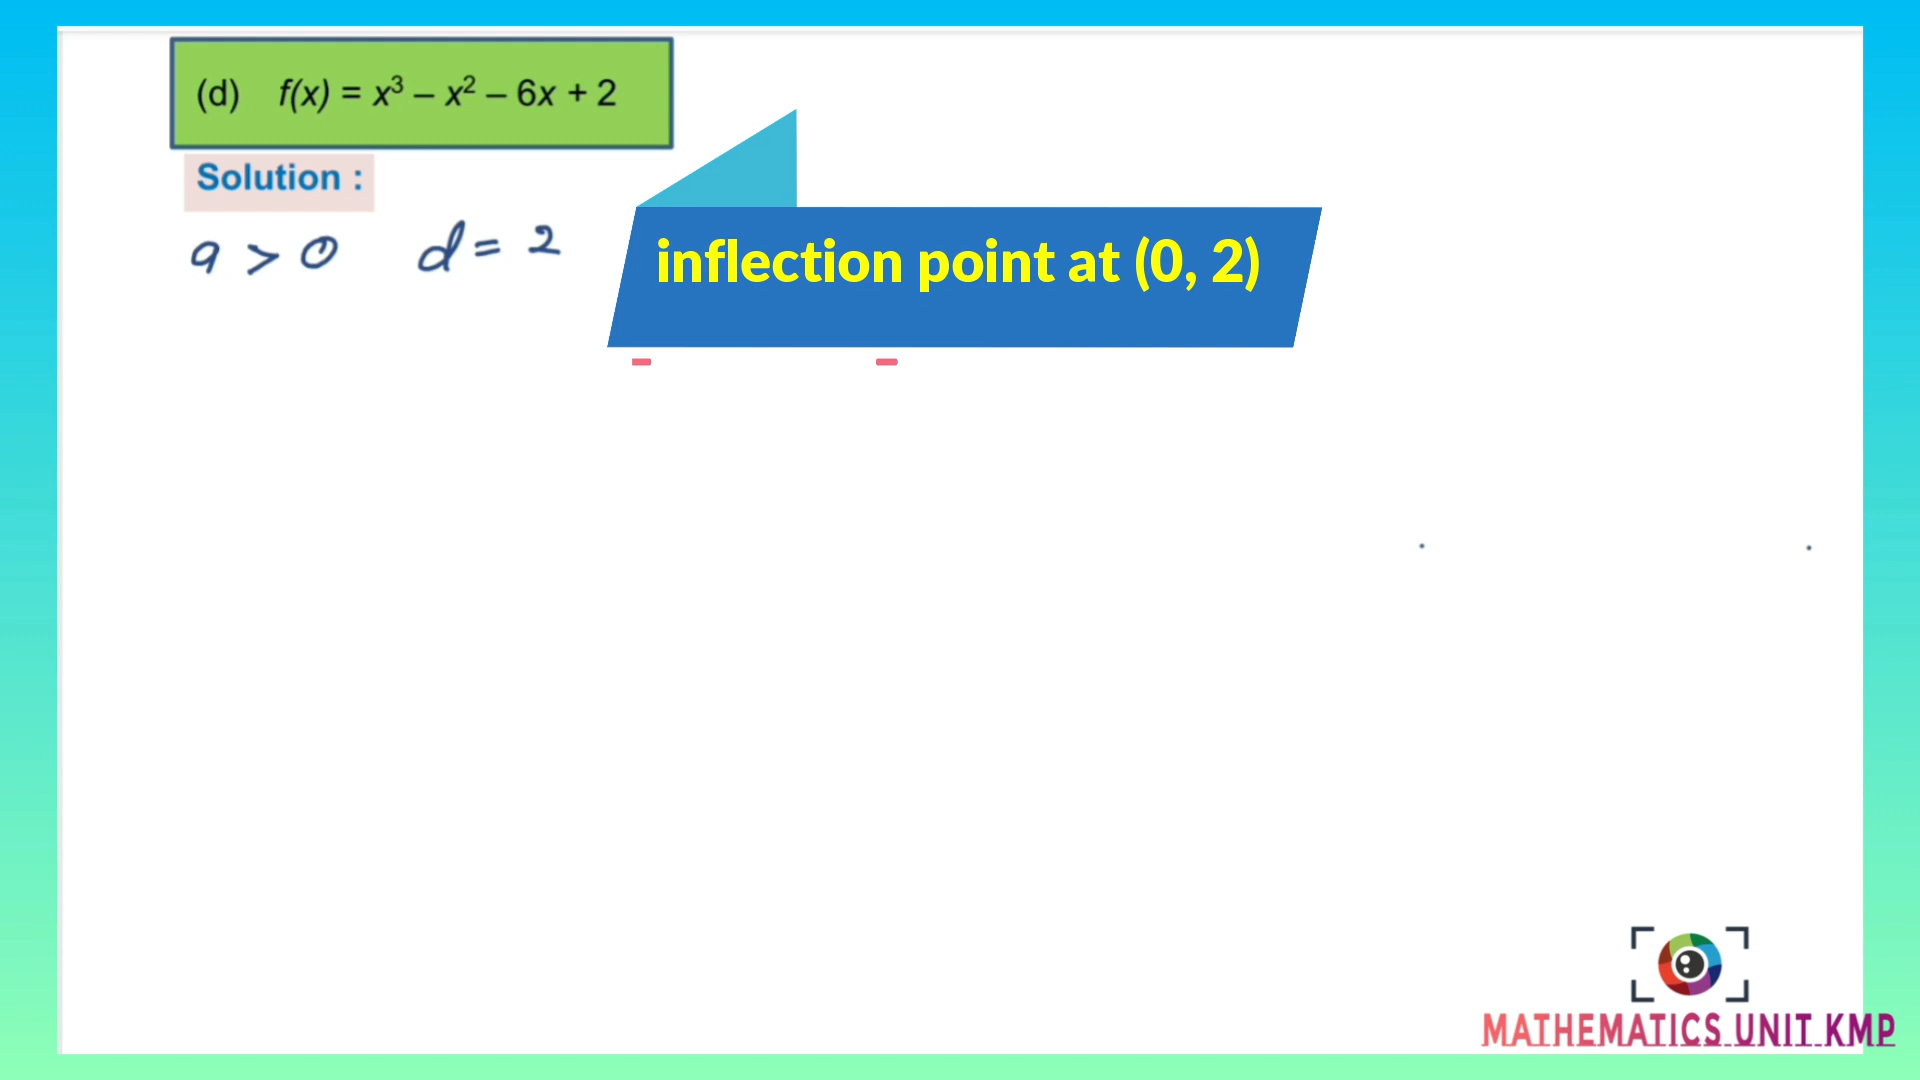 (d) f(x) = x³ – x² – 6x + 2
Solution :
a > 0 d = 2
inflection point at (0, 2)
MATHEMATICS UNIT KMP